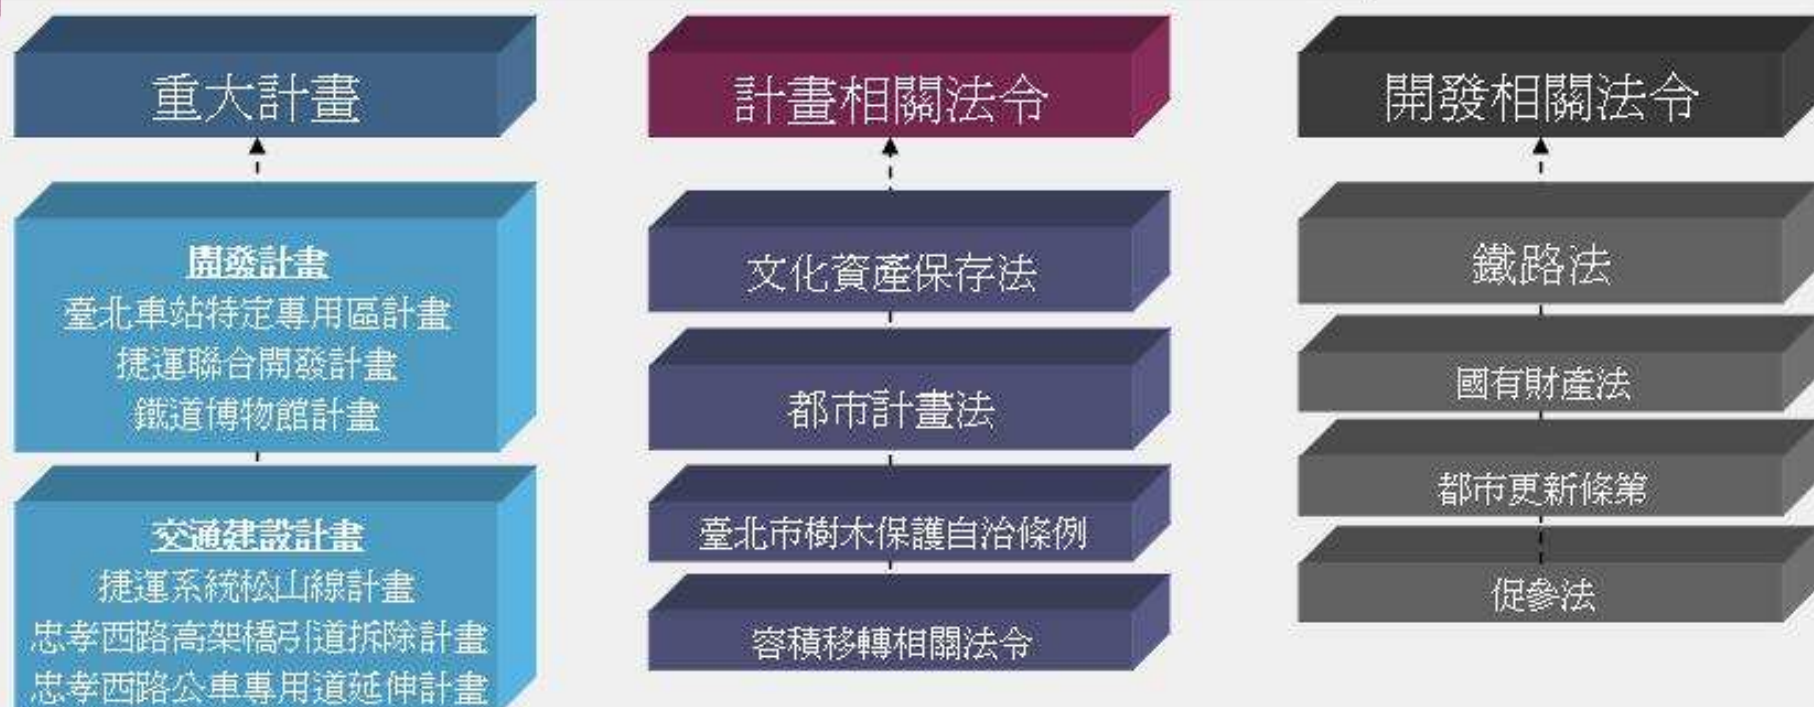 重大計畫
開發計畫
臺北車站特定專用區計畫
捷運聯合開發計畫
鐵道博物館計畫
交通建設計畫
捷運系統松山線計畫
忠孝西路高架橋引道拆除計畫
忠孝西路公車專用道延伸計畫
計畫相關法令
文化資產保存法
都市計畫法
臺北市樹木保護自治條例
容積移轉相關法令
開發相關法令
鐵路法
國有財產法
都市更新條第
促參法